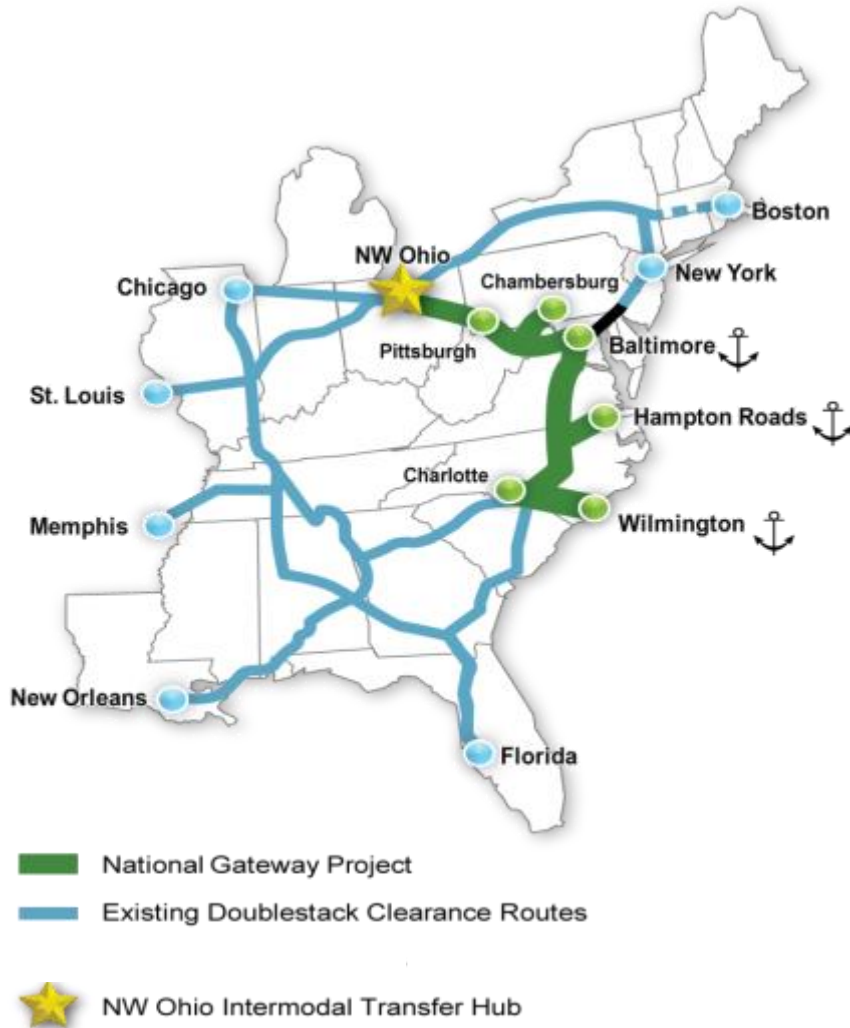 Boston
NW Ohio
New York
Chambersburg
Chicago
Pittsburgh
Baltimore
St. Louis
Hampton Roads
Charlotte
Memphis
Wilmington
New Orleans
Florida
National Gateway Project
Existing Doublestack Clearance Routes
NW Ohio Intermodal Transfer Hub